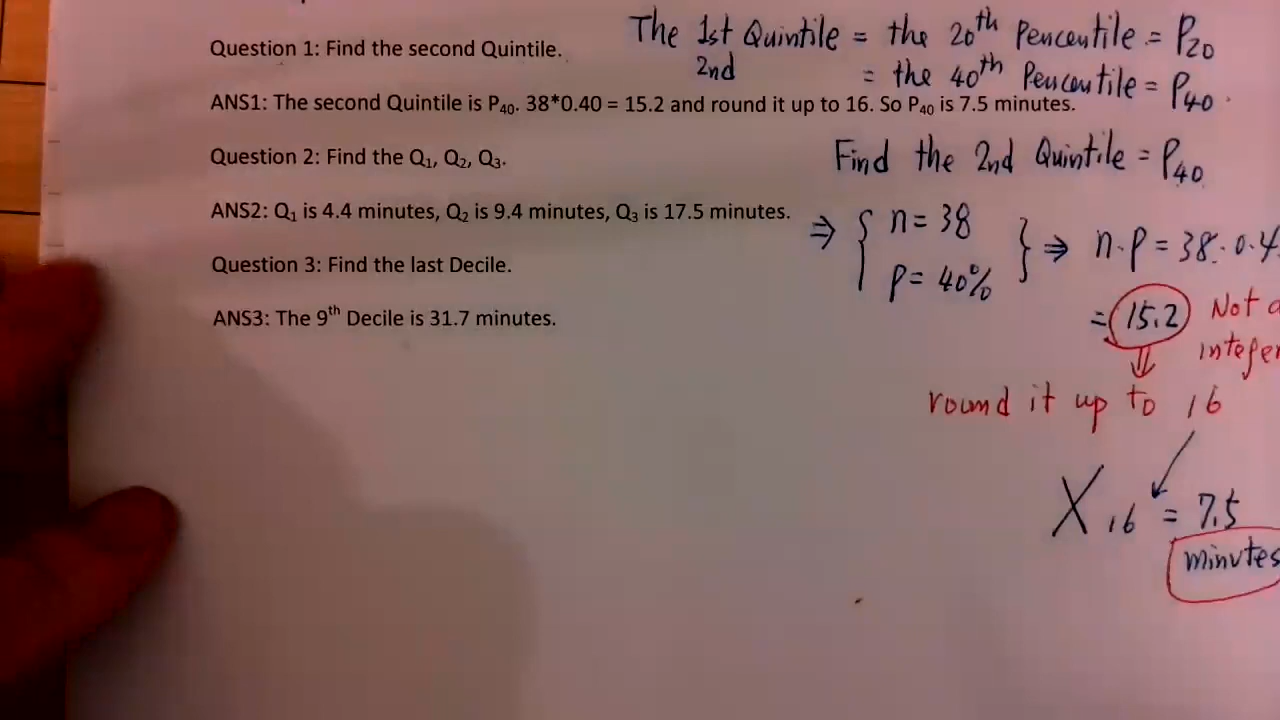 The 1st Quintile = the 20th Pencentile = P20
2nd = the 40th Pencentile = P40
Question 1: Find the second Quintile.
ANS1: The second Quintile is P40. 38*0.40 = 15.2 and round it up to 16. So P40 is 7.5 minutes.
Question 2: Find the Q1, Q2, Q3.
Find the 2nd Quintile = P40
ANS2: Q1 is 4.4 minutes, Q2 is 9.4 minutes, Q3 is 17.5 minutes.
⇒ { n = 38
p = 40% } ⇒ n·p = 38·0.4
Question 3: Find the last Decile.
ANS3: The 9th Decile is 31.7 minutes.
= 15.2 Not
integer
⇓
round it up to 16
X16 = 7.5
minutes